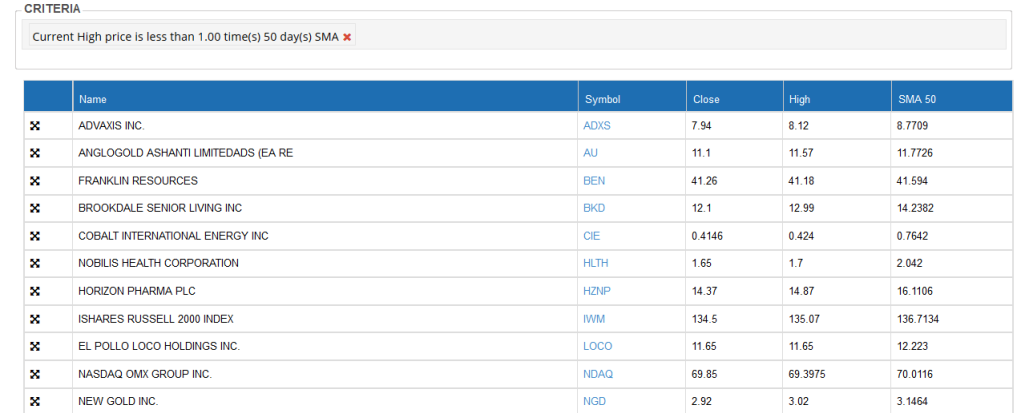 CRITERIA
Current High price is less than 1.00 time(s) 50 day(s) SMA ✖
Name Symbol Close High SMA 50
ADVAXIS INC. ADXS 7.94 8.12 8.7709
ANGLOGOLD ASHANTI LIMITEDADS (EA RE AU 11.1 11.57 11.7726
FRANKLIN RESOURCES BEN 41.26 41.18 41.594
BROOKDALE SENIOR LIVING INC BKD 12.1 12.99 14.2382
COBALT INTERNATIONAL ENERGY INC CIE 0.4146 0.424 0.7642
NOBILIS HEALTH CORPORATION HLTH 1.65 1.7 2.042
HORIZON PHARMA PLC HZNP 14.37 14.87 16.1106
ISHARES RUSSELL 2000 INDEX IWM 134.5 135.07 136.7134
EL POLLO LOCO HOLDINGS INC. LOCO 11.65 11.65 12.223
NASDAQ OMX GROUP INC. NDAQ 69.85 69.3975 70.0116
NEW GOLD INC. NGD 2.92 3.02 3.1464